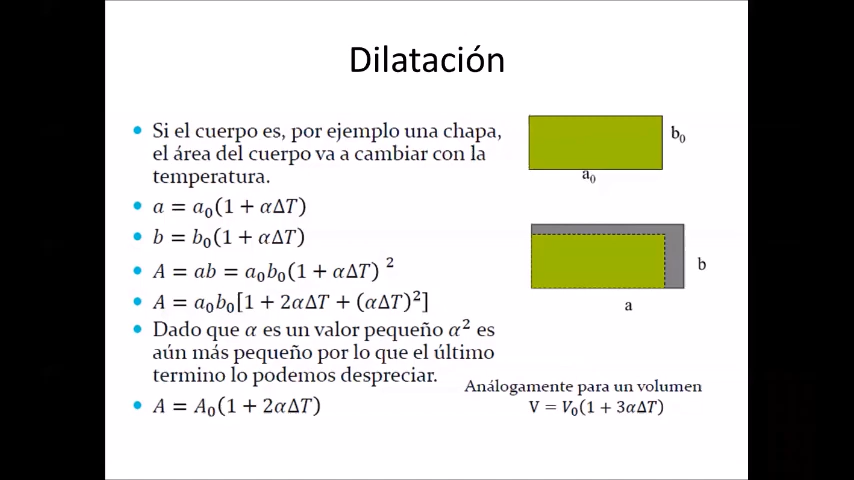 Dilatación
• Si el cuerpo es, por ejemplo una chapa,
el área del cuerpo va a cambiar con la
temperatura.
• a = a₀(1 + αΔT)
• b = b₀(1 + αΔT)
• A = ab = a₀b₀(1 + αΔT) ²
• A = a₀b₀[1 + 2αΔT + (αΔT)²]
• Dado que α es un valor pequeño α² es
aún más pequeño por lo que el último
termino lo podemos despreciar.
• A = A₀(1 + 2αΔT)
b₀
a₀
b
a
Análogamente para un volumen
V = V₀(1 + 3αΔT)